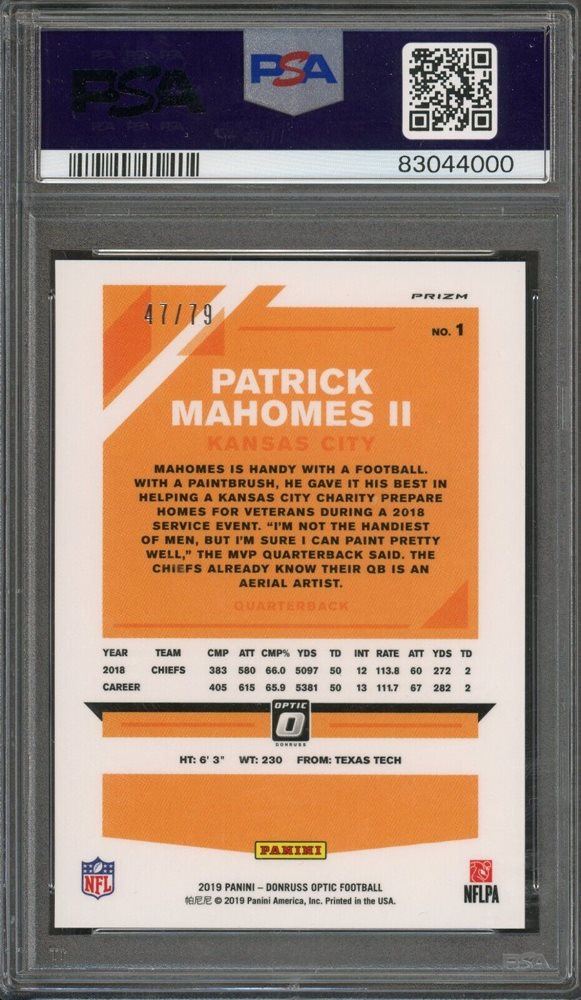 PSA
PSA
83044000
47/79
PRIZM
NO. 1
PATRICK
MAHOMES II
KANSAS CITY
MAHOMES IS HANDY WITH A FOOTBALL.
WITH A PAINTBRUSH, HE GAVE IT HIS BEST IN
HELPING A KANSAS CITY CHARITY PREPARE
HOMES FOR VETERANS DURING A 2018
SERVICE EVENT. “I’M NOT THE HANDIEST
OF MEN, BUT I’M SURE I CAN PAINT PRETTY
WELL,” THE MVP QUARTERBACK SAID. THE
CHIEFS ALREADY KNOW THEIR QB IS AN
AERIAL ARTIST.
QUARTERBACK
YEAR TEAM CMP ATT CMP% YDS TD INT RATE ATT YDS TD
2018 CHIEFS 383 580 66.0 5097 50 12 113.8 60 272 2
CAREER 405 615 65.9 5381 50 13 111.7 67 282 2
OPTIC
DONRUSS
HT: 6' 3" WT: 230 FROM: TEXAS TECH
PANINI
NFL
NFLPA
2019 PANINI – DONRUSS OPTIC FOOTBALL
帕尼尼 © 2019 Panini America, Inc. Printed in the USA.
PSA